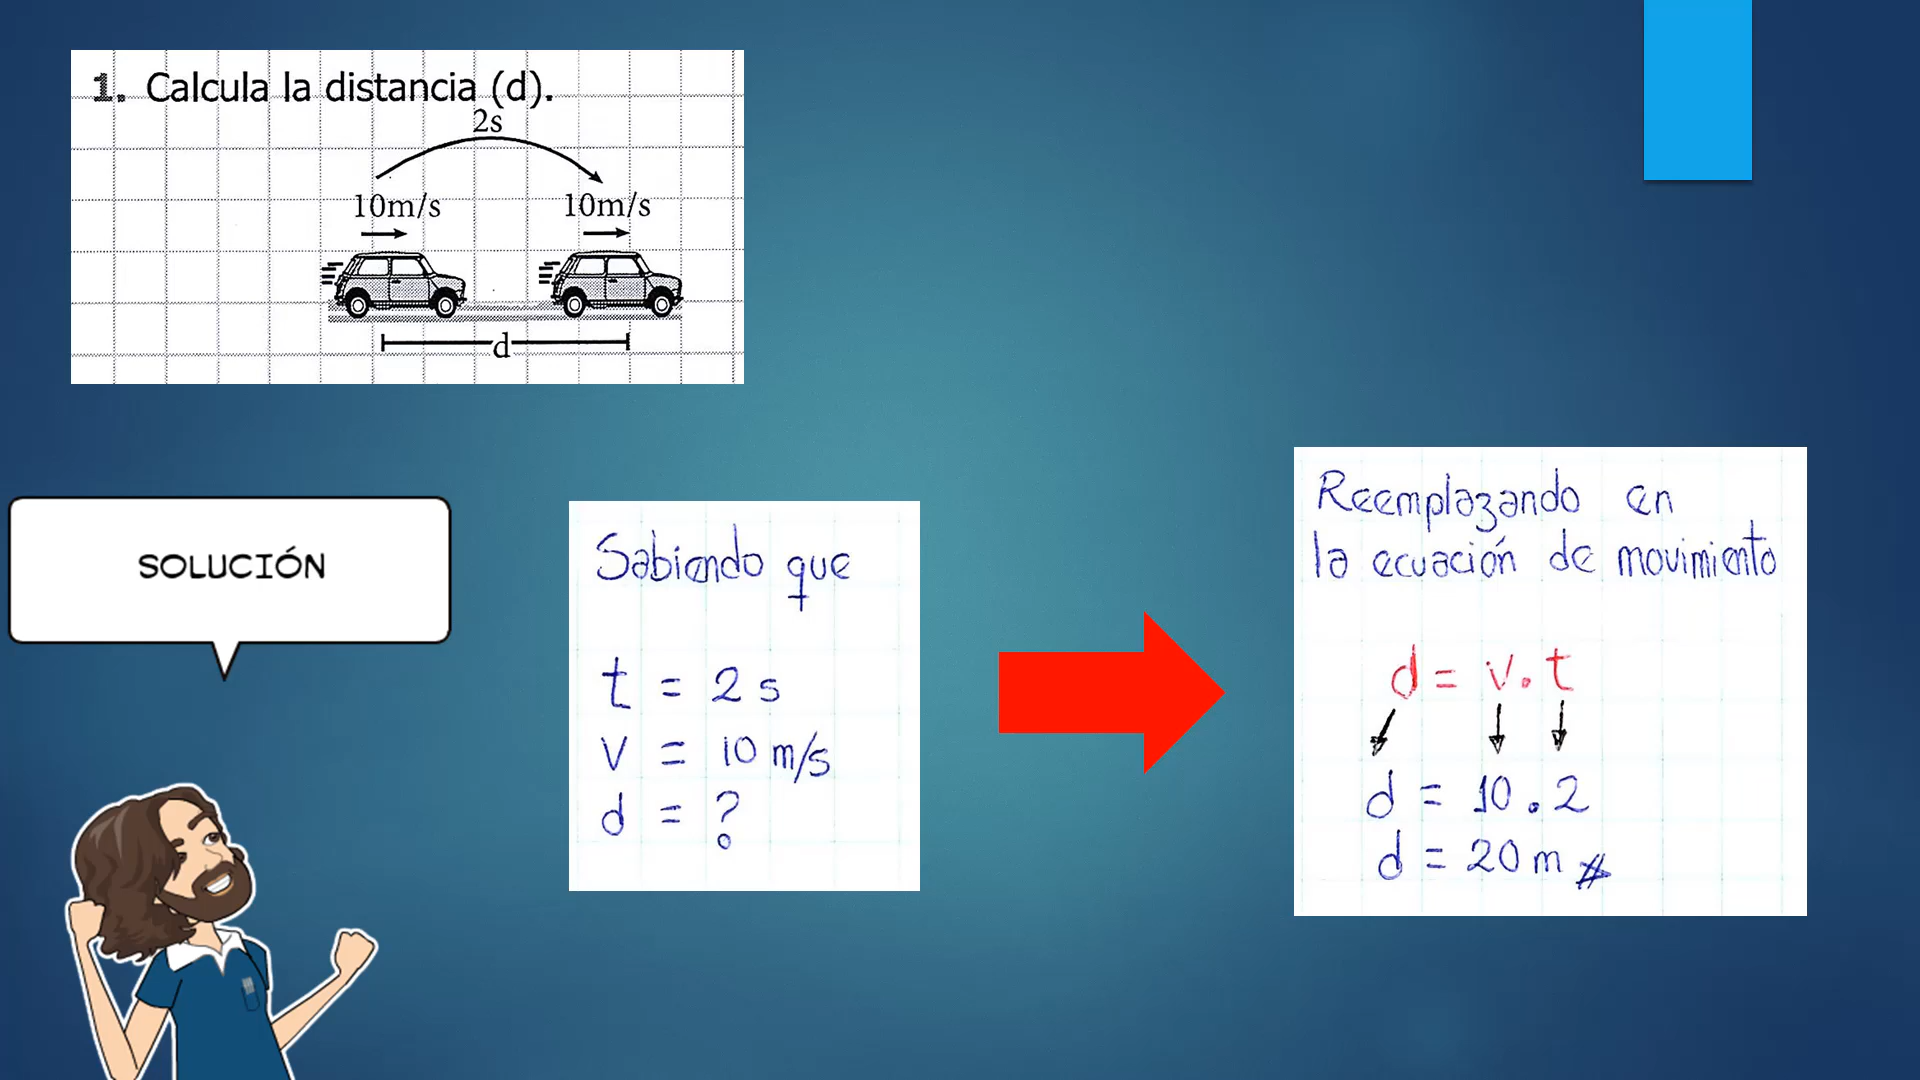 1. Calcula la distancia (d).
2s
10m/s 10m/s
d
SOLUCIÓN
Sabiendo que
t = 2 s
v = 10 m/s
d = ?
Reemplazando en
la ecuación de movimiento
d = v . t
d = 10 . 2
d = 20 m